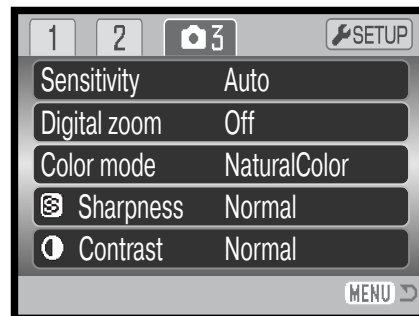 1 2 3 SETUP
Sensitivity Auto
Digital zoom Off
Color mode NaturalColor
Sharpness Normal
Contrast Normal
MENU